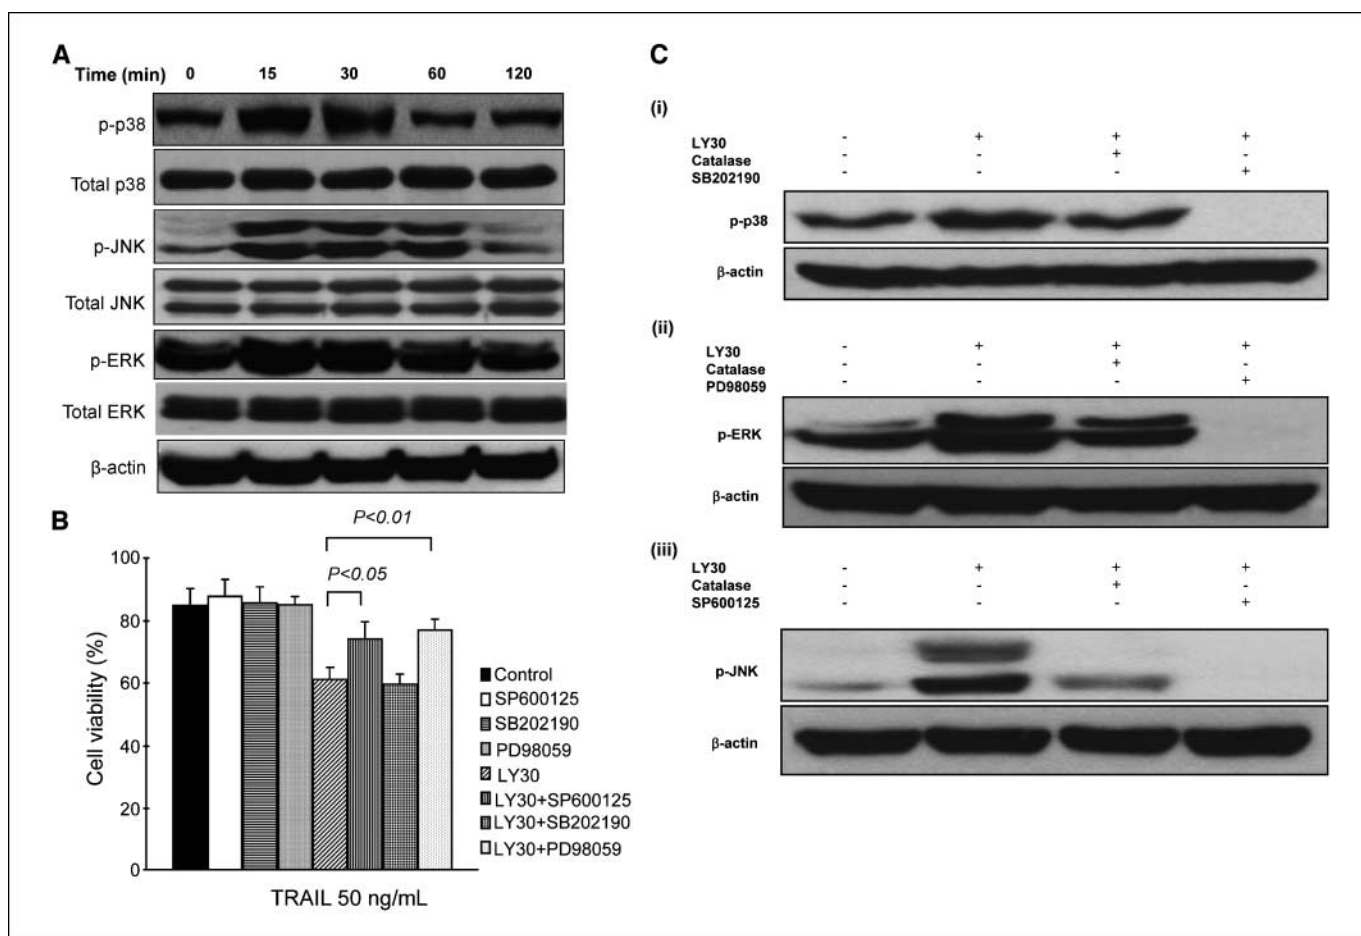 A
Time (min) 0 15 30 60 120
p-p38
Total p38
p-JNK
Total JNK
p-ERK
Total ERK
β-actin
B
P<0.01
P<0.05
100
80
60
40
20
0
Cell viability (%)
TRAIL 50 ng/mL
Control
SP600125
SB202190
PD98059
LY30
LY30+SP600125
LY30+SB202190
LY30+PD98059
C
(i)
LY30 - + + +
Catalase - - + -
SB202190 - - - +
p-p38
β-actin
(ii)
LY30 - + + +
Catalase - - + -
PD98059 - - - +
p-ERK
β-actin
(iii)
LY30 - + + +
Catalase - - + -
SP600125 - - - +
p-JNK
β-actin